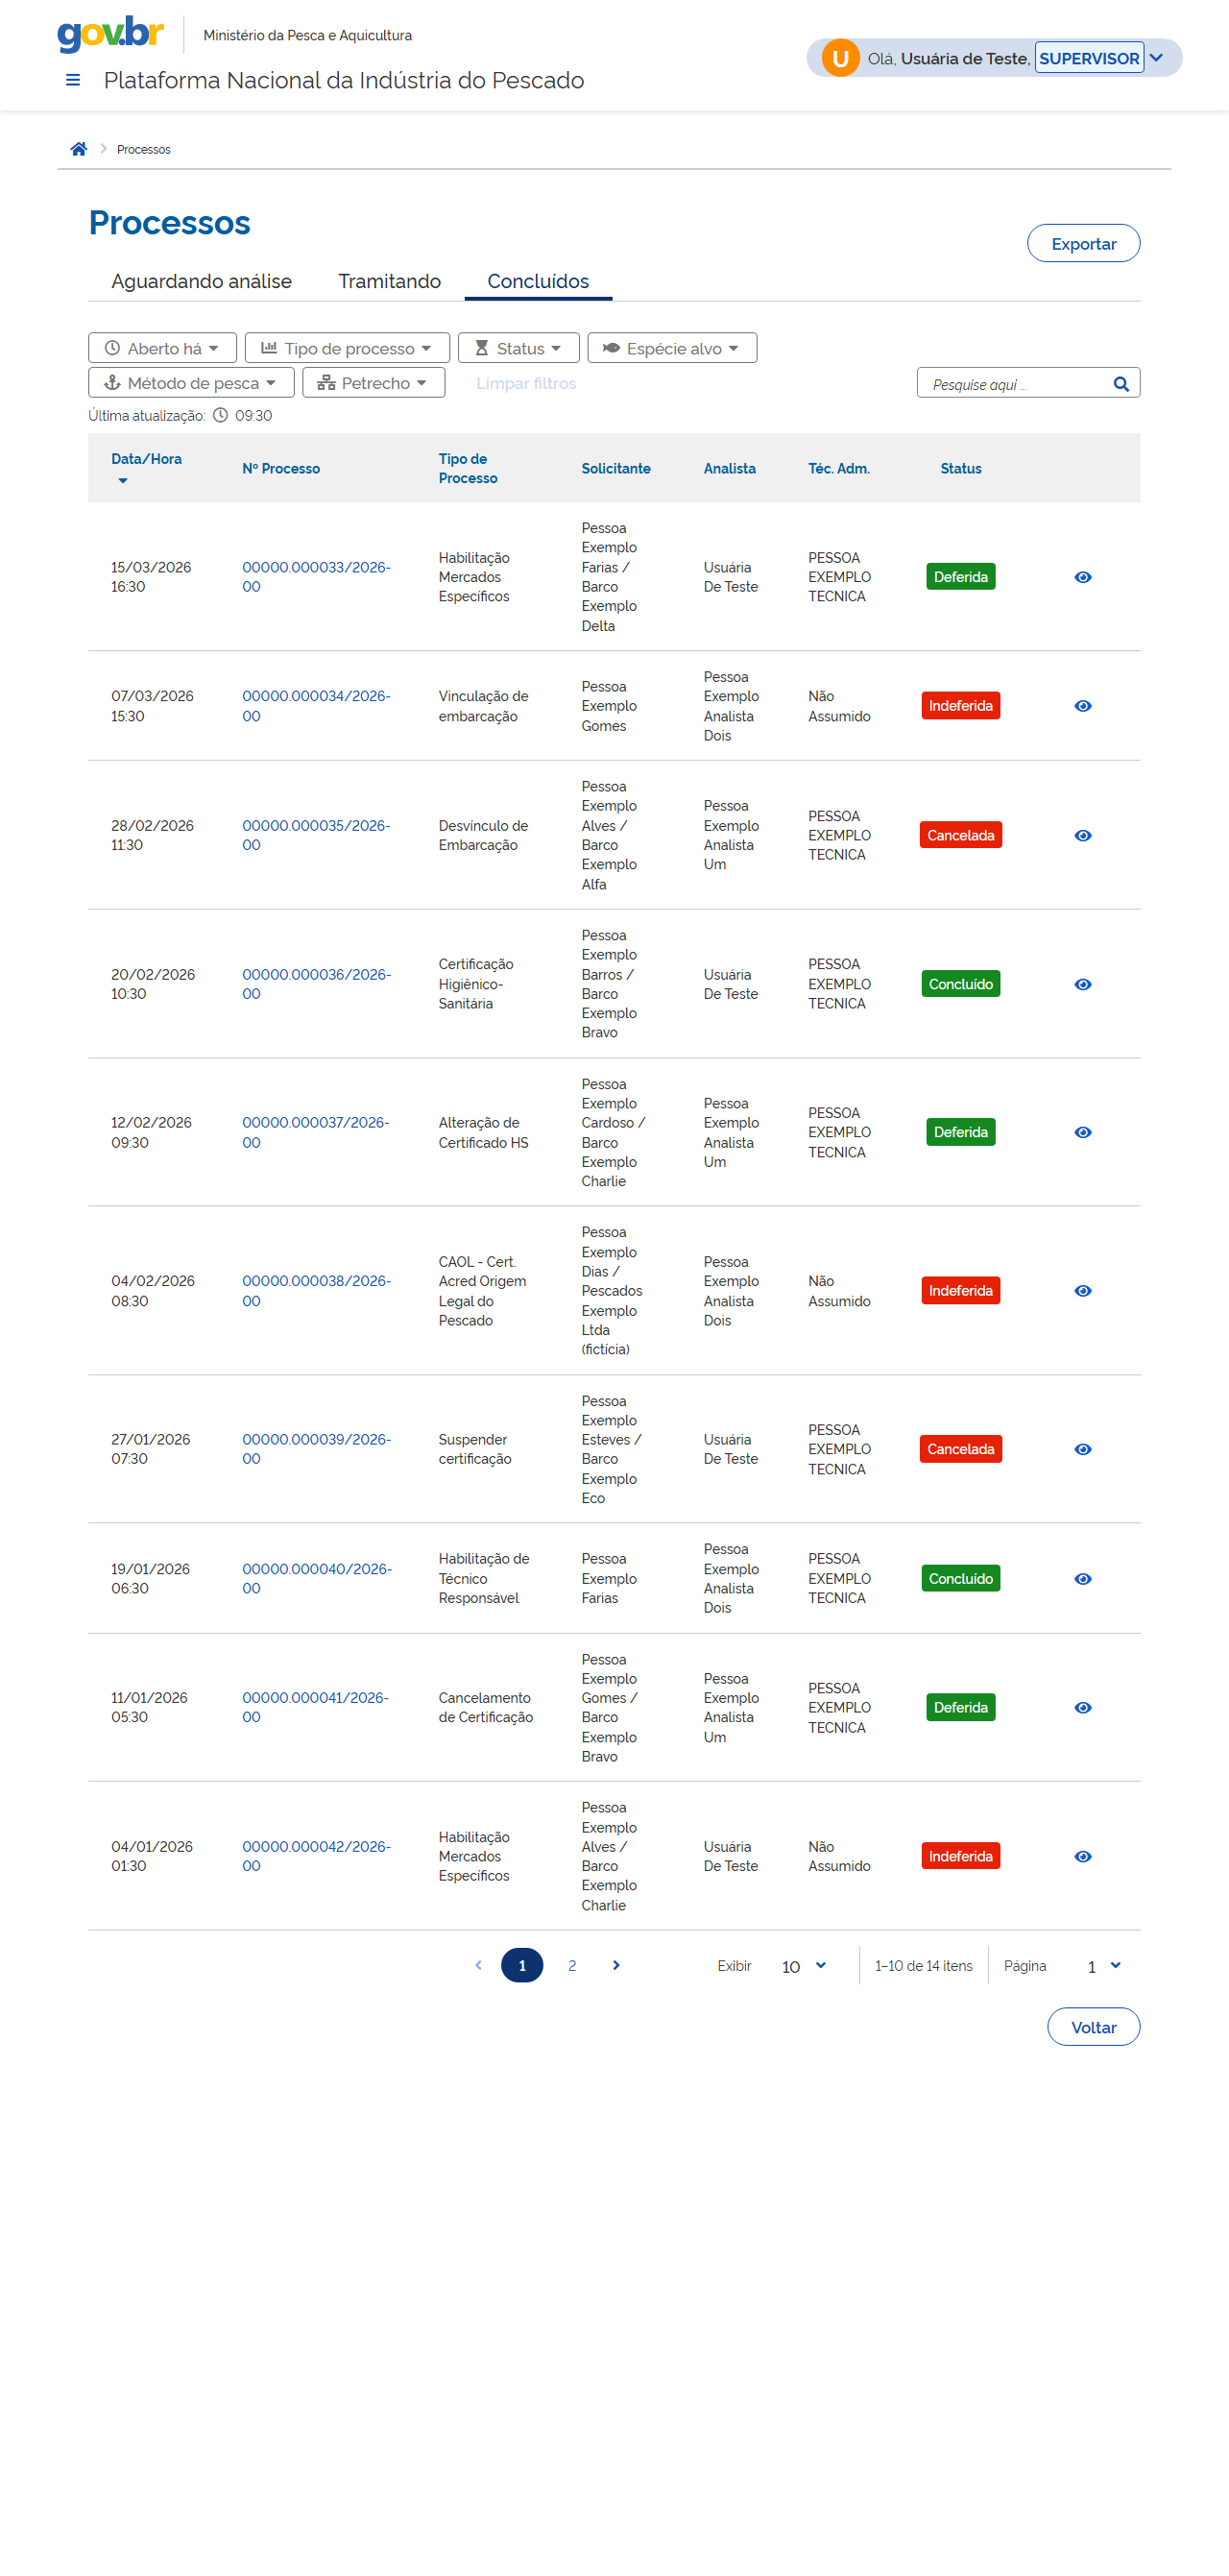 gov.br
Ministério da Pesca e Aquicultura
Plataforma Nacional da Indústria do Pescado
U Olá, Usuária de Teste, SUPERVISOR
Processos
Processos
Exportar
Aguardando análise Tramitando Concluídos
Aberto há Tipo de processo Status Espécie alvo
Método de pesca Petrecho Limpar filtros Pesquise aqui ...
Última atualização: 09:30
Data/Hora Nº Processo Tipo de Processo Solicitante Analista Téc. Adm. Status
15/03/2026 16:30 00000.000033/2026-00 Habilitação Mercados Específicos Pessoa Exemplo Farias / Barco Exemplo Delta Usuária De Teste PESSOA EXEMPLO TECNICA Deferida
07/03/2026 15:30 00000.000034/2026-00 Vinculação de embarcação Pessoa Exemplo Gomes Pessoa Exemplo Analista Dois Não Assumido Indeferida
28/02/2026 11:30 00000.000035/2026-00 Desvínculo de Embarcação Pessoa Exemplo Alves / Barco Exemplo Alfa Pessoa Exemplo Analista Um PESSOA EXEMPLO TECNICA Cancelada
20/02/2026 10:30 00000.000036/2026-00 Certificação Higiênico-Sanitária Pessoa Exemplo Barros / Barco Exemplo Bravo Usuária De Teste PESSOA EXEMPLO TECNICA Concluído
12/02/2026 09:30 00000.000037/2026-00 Alteração de Certificado HS Pessoa Exemplo Cardoso / Barco Exemplo Charlie Pessoa Exemplo Analista Um PESSOA EXEMPLO TECNICA Deferida
04/02/2026 08:30 00000.000038/2026-00 CAOL - Cert. Acred Origem Legal do Pescado Pessoa Exemplo Dias / Pescados Exemplo Ltda (fictícia) Pessoa Exemplo Analista Dois Não Assumido Indeferida
27/01/2026 07:30 00000.000039/2026-00 Suspender certificação Pessoa Exemplo Esteves / Barco Exemplo Eco Usuária De Teste PESSOA EXEMPLO TECNICA Cancelada
19/01/2026 06:30 00000.000040/2026-00 Habilitação de Técnico Responsável Pessoa Exemplo Farias Pessoa Exemplo Analista Dois PESSOA EXEMPLO TECNICA Concluído
11/01/2026 05:30 00000.000041/2026-00 Cancelamento de Certificação Pessoa Exemplo Gomes / Barco Exemplo Bravo Pessoa Exemplo Analista Um PESSOA EXEMPLO TECNICA Deferida
04/01/2026 01:30 00000.000042/2026-00 Habilitação Mercados Específicos Pessoa Exemplo Alves / Barco Exemplo Charlie Usuária De Teste Não Assumido Indeferida
1 2 Exibir 10 1–10 de 14 itens Página 1
Voltar